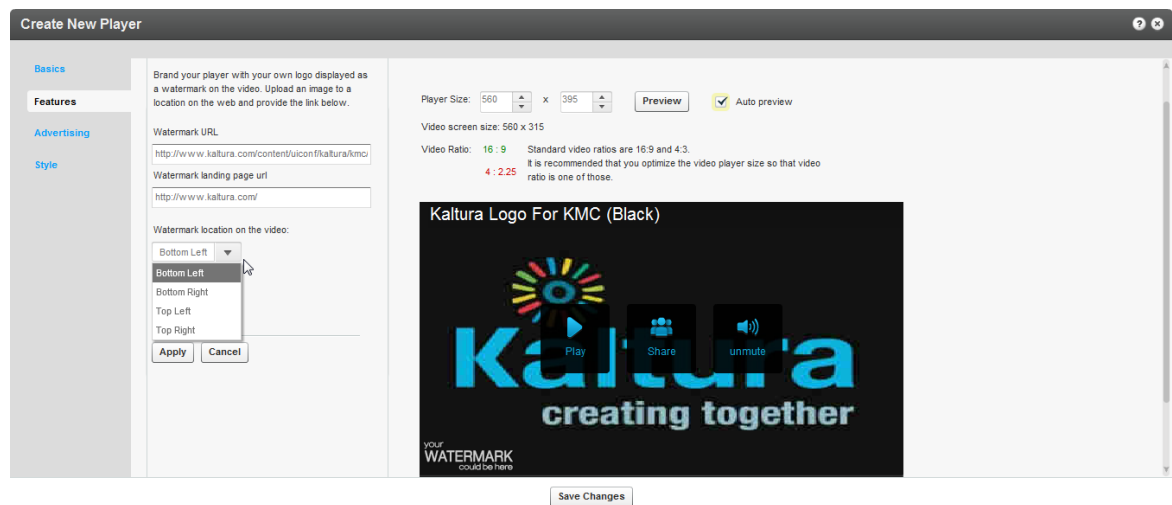 Create New Player
Basics
Features
Advertising
Style
Brand your player with your own logo displayed as
a watermark on the video. Upload an image to a
location on the web and provide the link below.
Watermark URL
http://www.kaltura.com/content/uiconf/kaltura/kmc/
Watermark landing page url
http://www.kaltura.com/
Watermark location on the video:
Bottom Left
Bottom Left
Bottom Right
Top Left
Top Right
Apply Cancel
Player Size: 560 x 395 Preview Auto preview
Video screen size: 560 x 315
Video Ratio: 16 : 9 Standard video ratios are 16:9 and 4:3.
It is recommended that you optimize the video player size so that video
4 : 2.25 ratio is one of those.
Kaltura Logo For KMC (Black)
Kaltura
Play Share unmute
creating together
your
WATERMARK
could be here
Save Changes